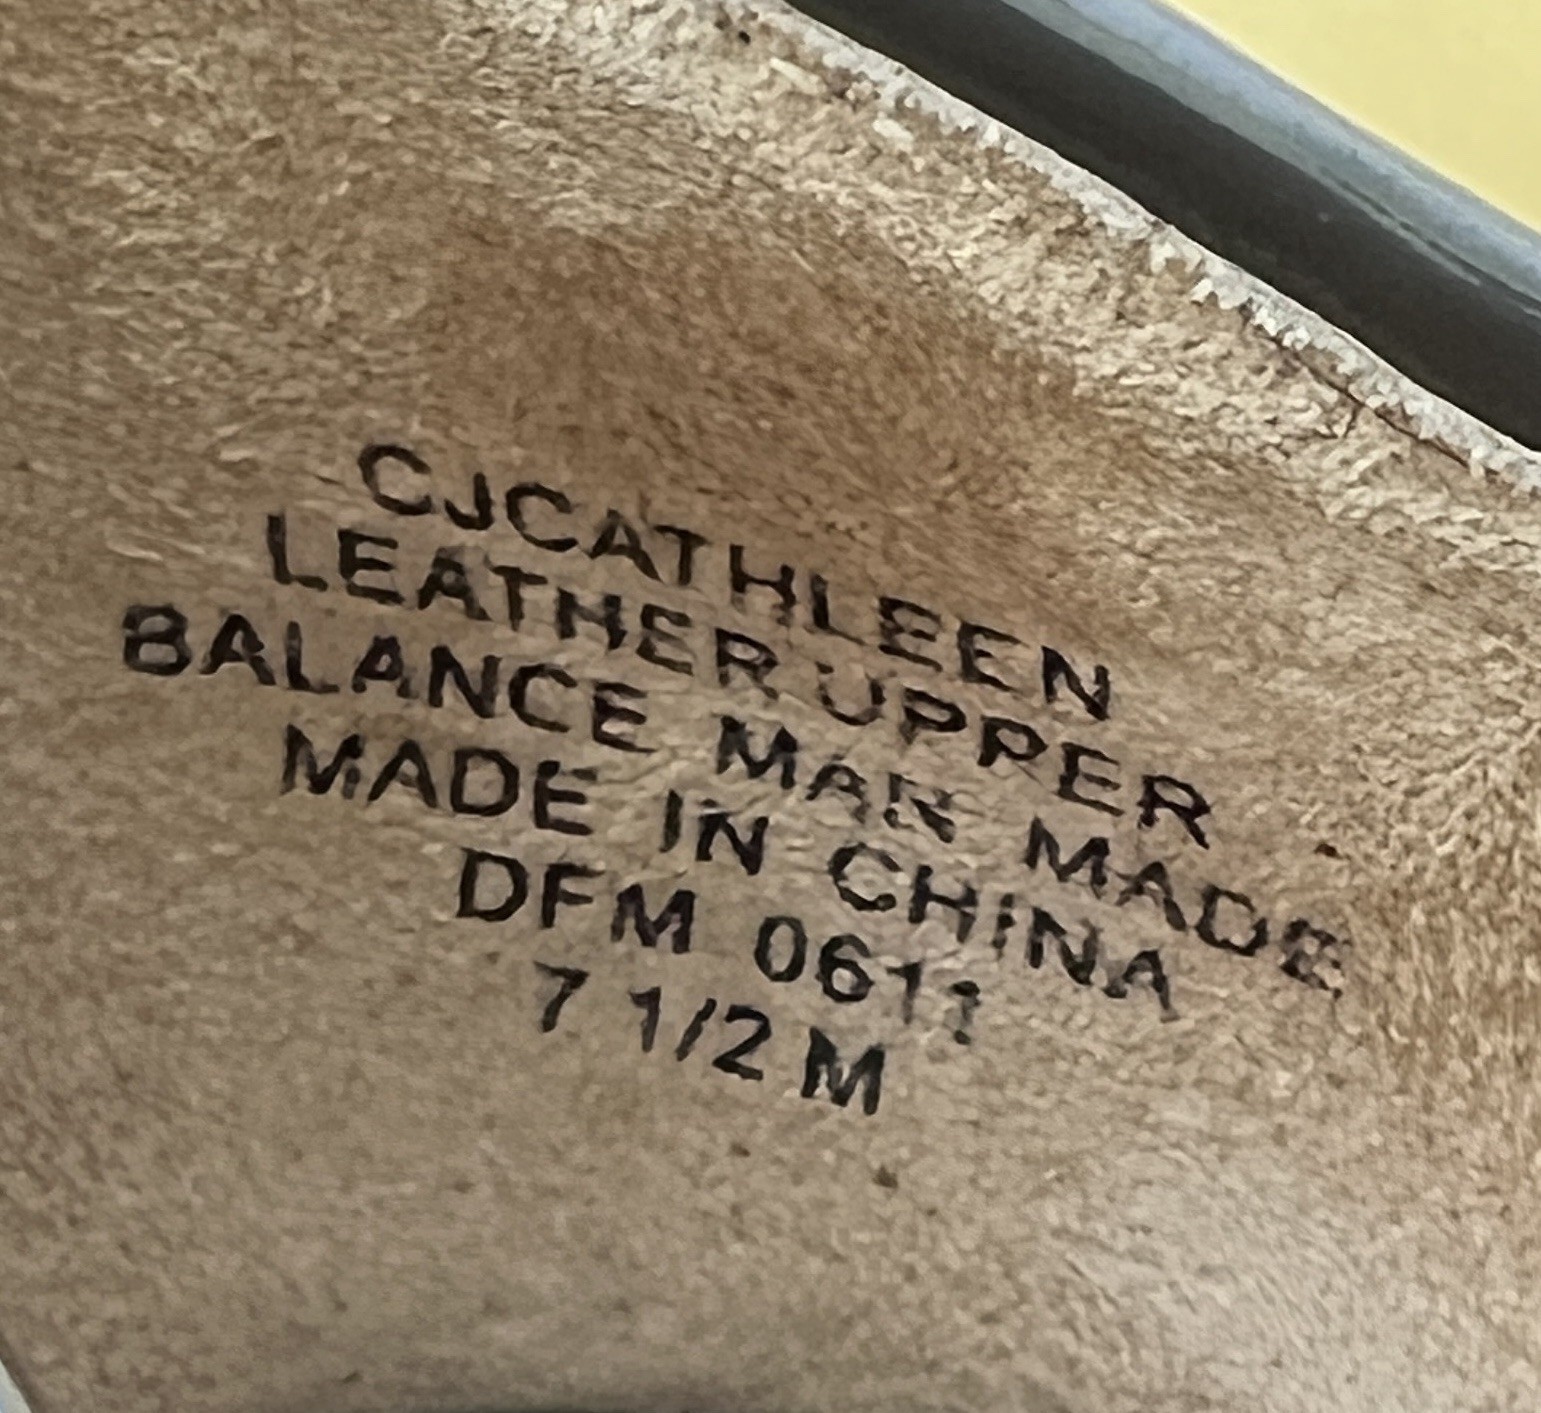 CJCATHLEEN
LEATHER UPPER
BALANCE MAN MADE
MADE IN CHINA
DFM 0611
7 1/2 M